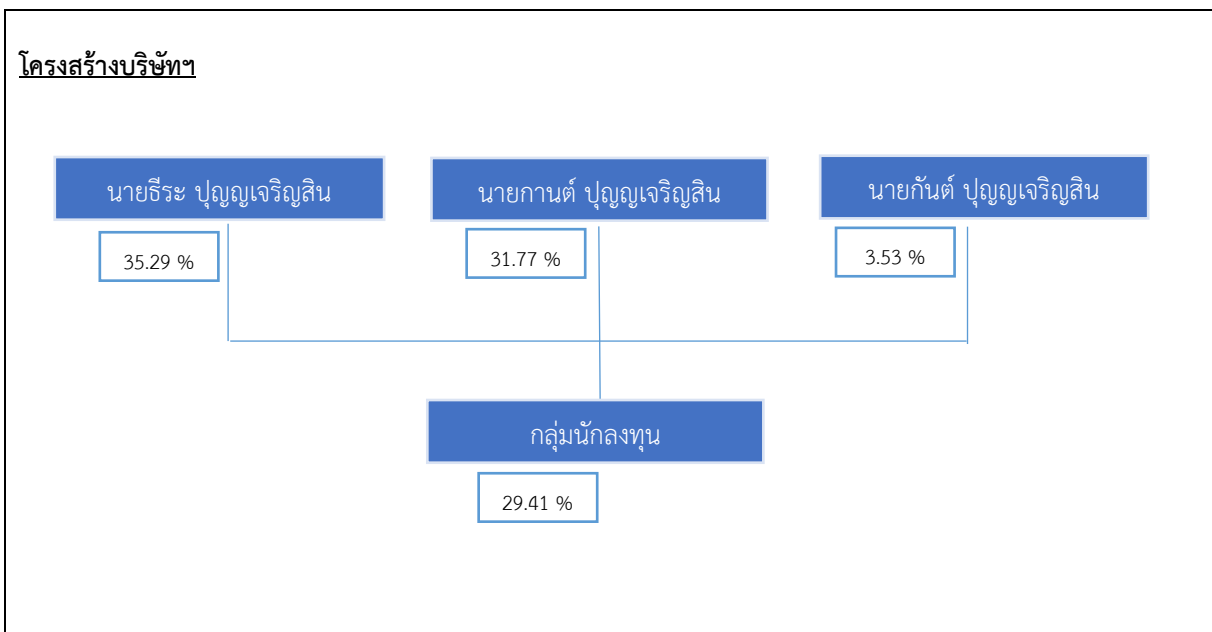 โครงสร้างบริษัทฯ
นายธีระ ปุญญเจริญสิน
นายกานต์ ปุญญเจริญสิน
นายกันต์ ปุญญเจริญสิน
35.29 %
31.77 %
3.53 %
กลุ่มนักลงทุน
29.41 %